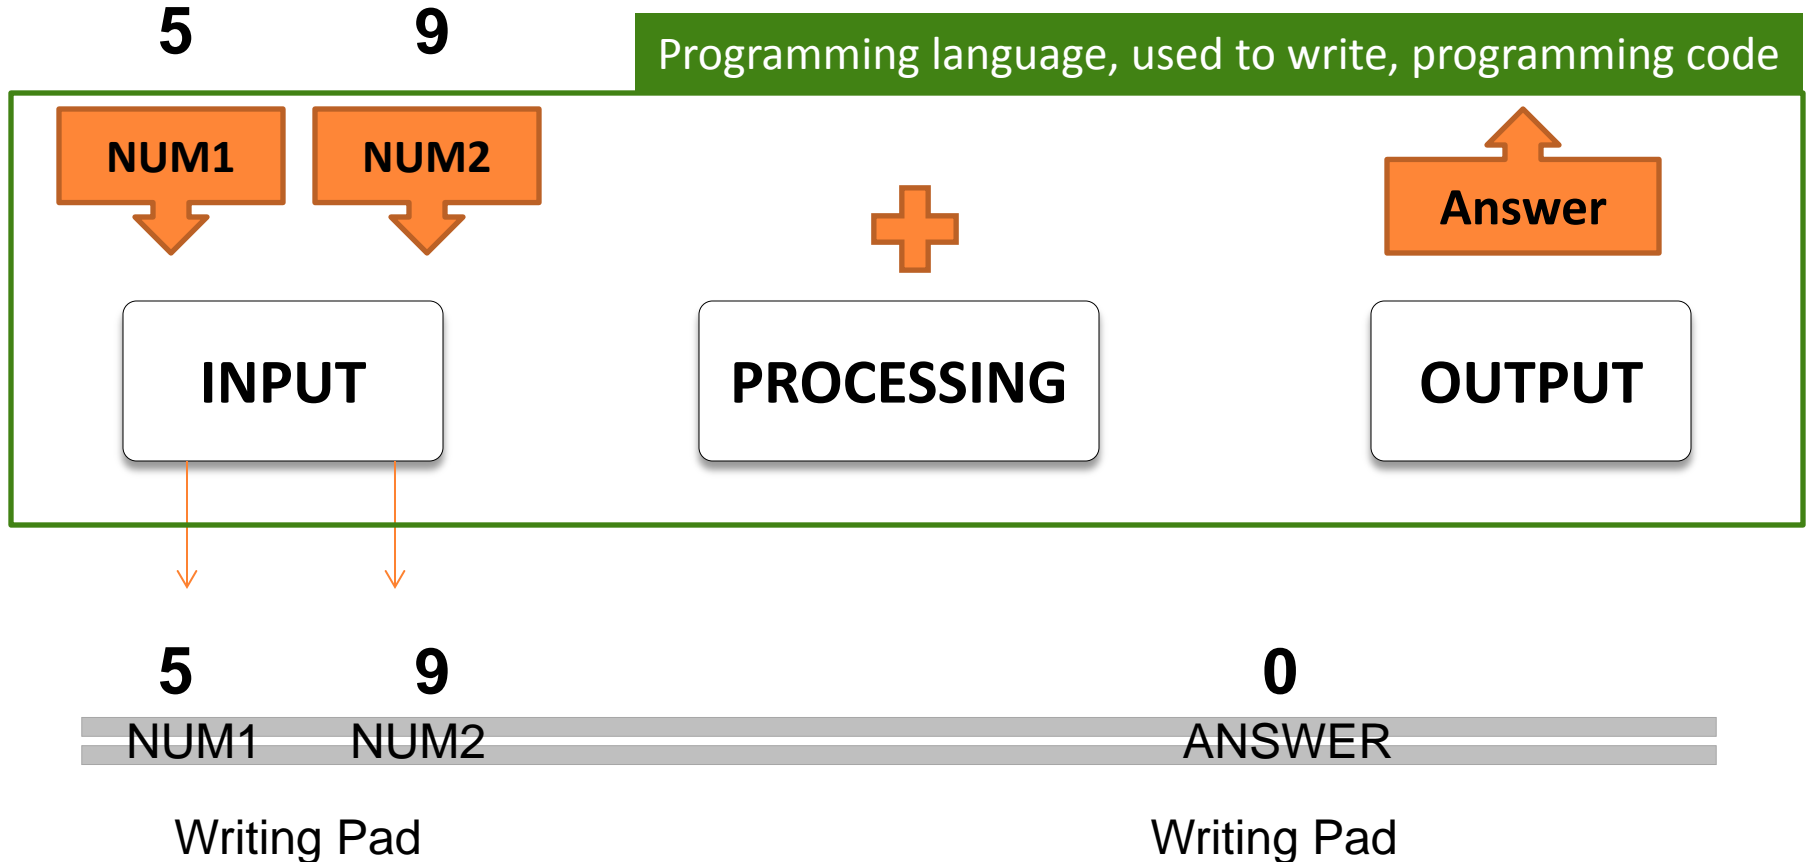 5 9
Programming language, used to write, programming code
NUM1 NUM2
Answer
INPUT PROCESSING OUTPUT
5 9 0
NUM1 NUM2 ANSWER
Writing Pad Writing Pad